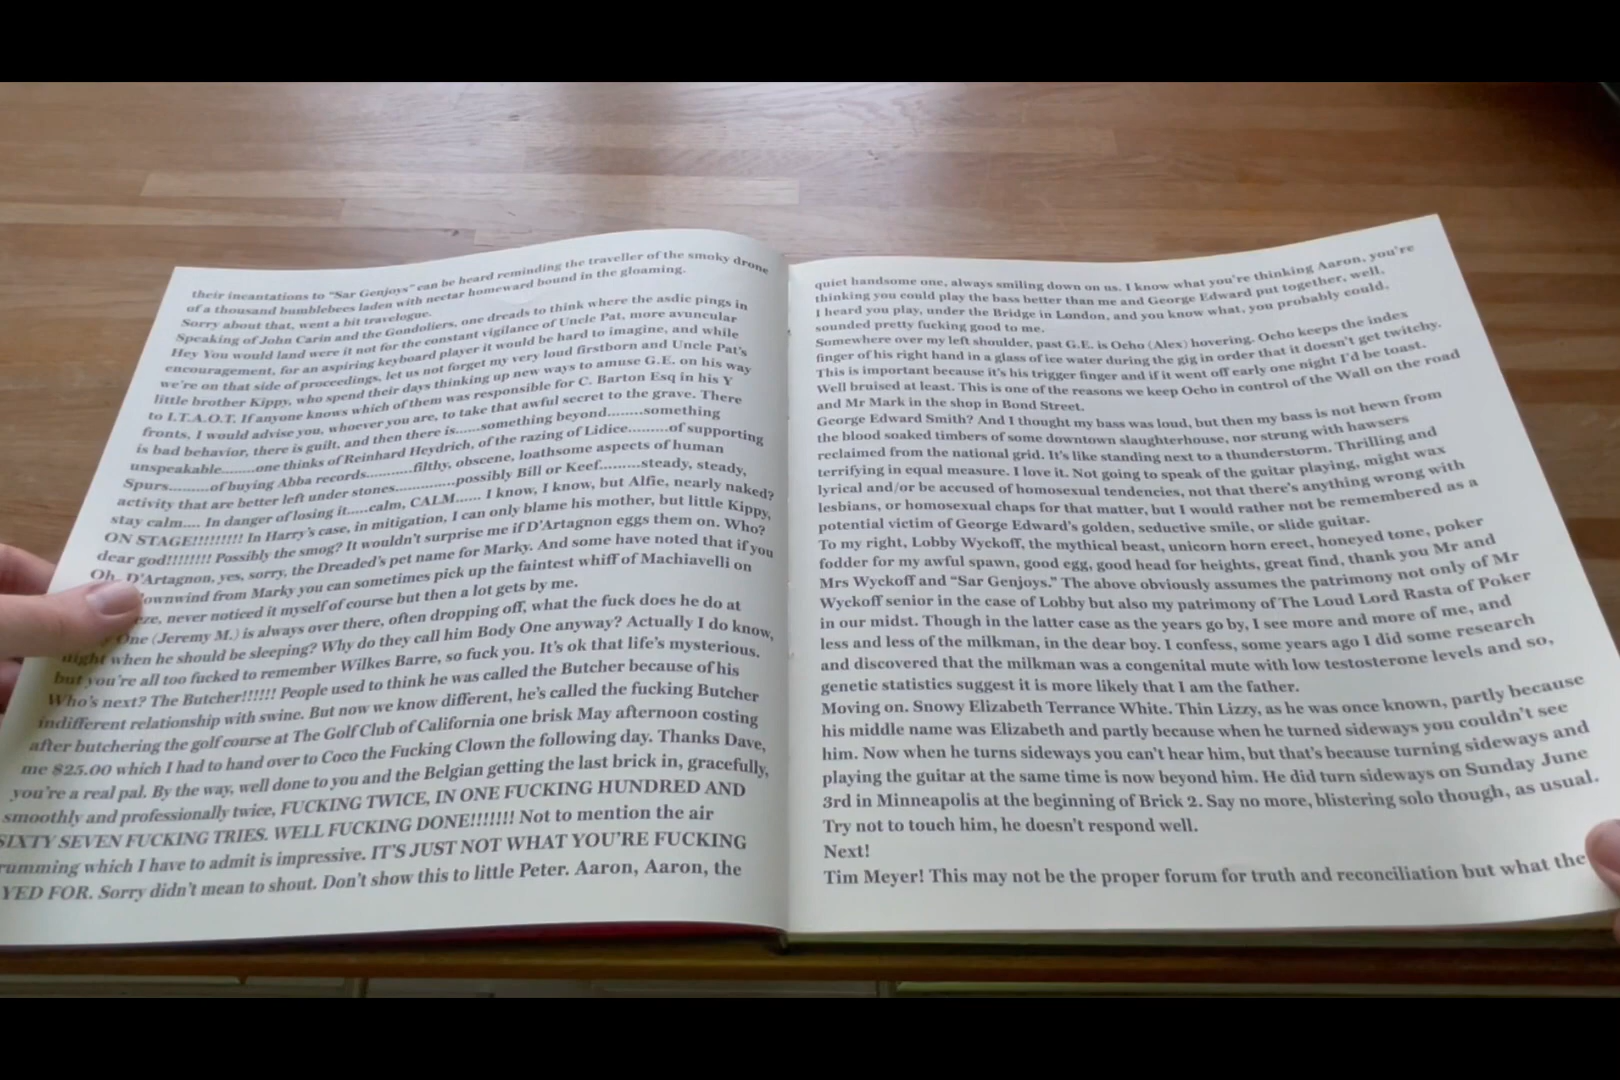 their incantations to "Sar Genjoys" can be heard reminding the traveller of the smoky drone
of a thousand bumblebees laden with nectar homeward bound in the gloaming.
Sorry about that, went a bit travelogue.
Speaking of John Carin and the Gondoliers, one dreads to think where the asdic pings in
Hey You would land were it not for the constant vigilance of Uncle Pat, more avuncular
encouragement, for an aspiring keyboard player it would be hard to imagine, and while
we're on that side of proceedings, let us not forget my very loud firstborn and Uncle Pat's
little brother Kippy, who spend their days thinking up new ways to amuse G.E. on his way
to I.T.A.O.T. If anyone knows which of them was responsible for C. Barton Esq in his Y
fronts, I would advise you, whoever you are, to take that awful secret to the grave. There
is bad behavior, there is guilt, and then there is......something beyond........something
unspeakable........one thinks of Reinhard Heydrich, of the razing of Lidice.........of supporting
Spurs..........of buying Abba records...........filthy, obscene, loathsome aspects of human
activity that are better left under stones..............possibly Bill or Keef.........steady, steady,
stay calm.... In danger of losing it.....calm, CALM...... I know, I know, but Alfie, nearly naked?
ON STAGE!!!!!!!!! In Harry's case, in mitigation, I can only blame his mother, but little Kippy,
dear god!!!!!!!! Possibly the smog? It wouldn't surprise me if D'Artagnon eggs them on. Who?
Oh, D'Artagnon, yes, sorry, the Dreaded's pet name for Marky. And some have noted that if you
downwind from Marky you can sometimes pick up the faintest whiff of Machiavelli on
never noticed it myself of course but then a lot gets by me.
One (Jeremy M.) is always over there, often dropping off, what the fuck does he do at
night when he should be sleeping? Why do they call him Body One anyway? Actually I do know,
but you're all too fucked to remember Wilkes Barre, so fuck you. It's ok that life's mysterious.
Who's next? The Butcher!!!!!! People used to think he was called the Butcher because of his
indifferent relationship with swine. But now we know different, he's called the fucking Butcher
after butchering the golf course at The Golf Club of California one brisk May afternoon costing
me $25.00 which I had to hand over to Coco the Fucking Clown the following day. Thanks Dave,
you're a real pal. By the way, well done to you and the Belgian getting the last brick in, gracefully,
smoothly and professionally twice, FUCKING TWICE, IN ONE FUCKING HUNDRED AND
SIXTY SEVEN FUCKING TRIES. WELL FUCKING DONE!!!!!!! Not to mention the air
rumming which I have to admit is impressive. IT'S JUST NOT WHAT YOU'RE FUCKING
YED FOR. Sorry didn't mean to shout. Don't show this to little Peter. Aaron, Aaron, the
quiet handsome one, always smiling down on us. I know what you're thinking Aaron, you're
thinking you could play the bass better than me and George Edward put together, well,
I heard you play, under the Bridge in London, and you know what, you probably could,
sounded pretty fucking good to me.
Somewhere over my left shoulder, past G.E. is Ocho (Alex) hovering. Ocho keeps the index
finger of his right hand in a glass of ice water during the gig in order that it doesn't get twitchy.
This is important because it's his trigger finger and if it went off early one night I'd be toast.
Well bruised at least. This is one of the reasons we keep Ocho in control of the Wall on the road
and Mr Mark in the shop in Bond Street.
George Edward Smith? And I thought my bass was loud, but then my bass is not hewn from
the blood soaked timbers of some downtown slaughterhouse, nor strung with hawsers
reclaimed from the national grid. It's like standing next to a thunderstorm. Thrilling and
terrifying in equal measure. I love it. Not going to speak of the guitar playing, might wax
lyrical and/or be accused of homosexual tendencies, not that there's anything wrong with
lesbians, or homosexual chaps for that matter, but I would rather not be remembered as a
potential victim of George Edward's golden, seductive smile, or slide guitar.
To my right, Lobby Wyckoff, the mythical beast, unicorn horn erect, honeyed tone, poker
fodder for my awful spawn, good egg, good head for heights, great find, thank you Mr and
Mrs Wyckoff and "Sar Genjoys." The above obviously assumes the patrimony not only of Mr
Wyckoff senior in the case of Lobby but also my patrimony of The Loud Lord Rasta of Poker
in our midst. Though in the latter case as the years go by, I see more and more of me, and
less and less of the milkman, in the dear boy. I confess, some years ago I did some research
and discovered that the milkman was a congenital mute with low testosterone levels and so,
genetic statistics suggest it is more likely that I am the father.
Moving on. Snowy Elizabeth Terrance White. Thin Lizzy, as he was once known, partly because
his middle name was Elizabeth and partly because when he turned sideways you couldn't see
him. Now when he turns sideways you can't hear him, but that's because turning sideways and
playing the guitar at the same time is now beyond him. He did turn sideways on Sunday June
3rd in Minneapolis at the beginning of Brick 2. Say no more, blistering solo though, as usual.
Try not to touch him, he doesn't respond well.
Next!
Tim Meyer! This may not be the proper forum for truth and reconciliation but what the